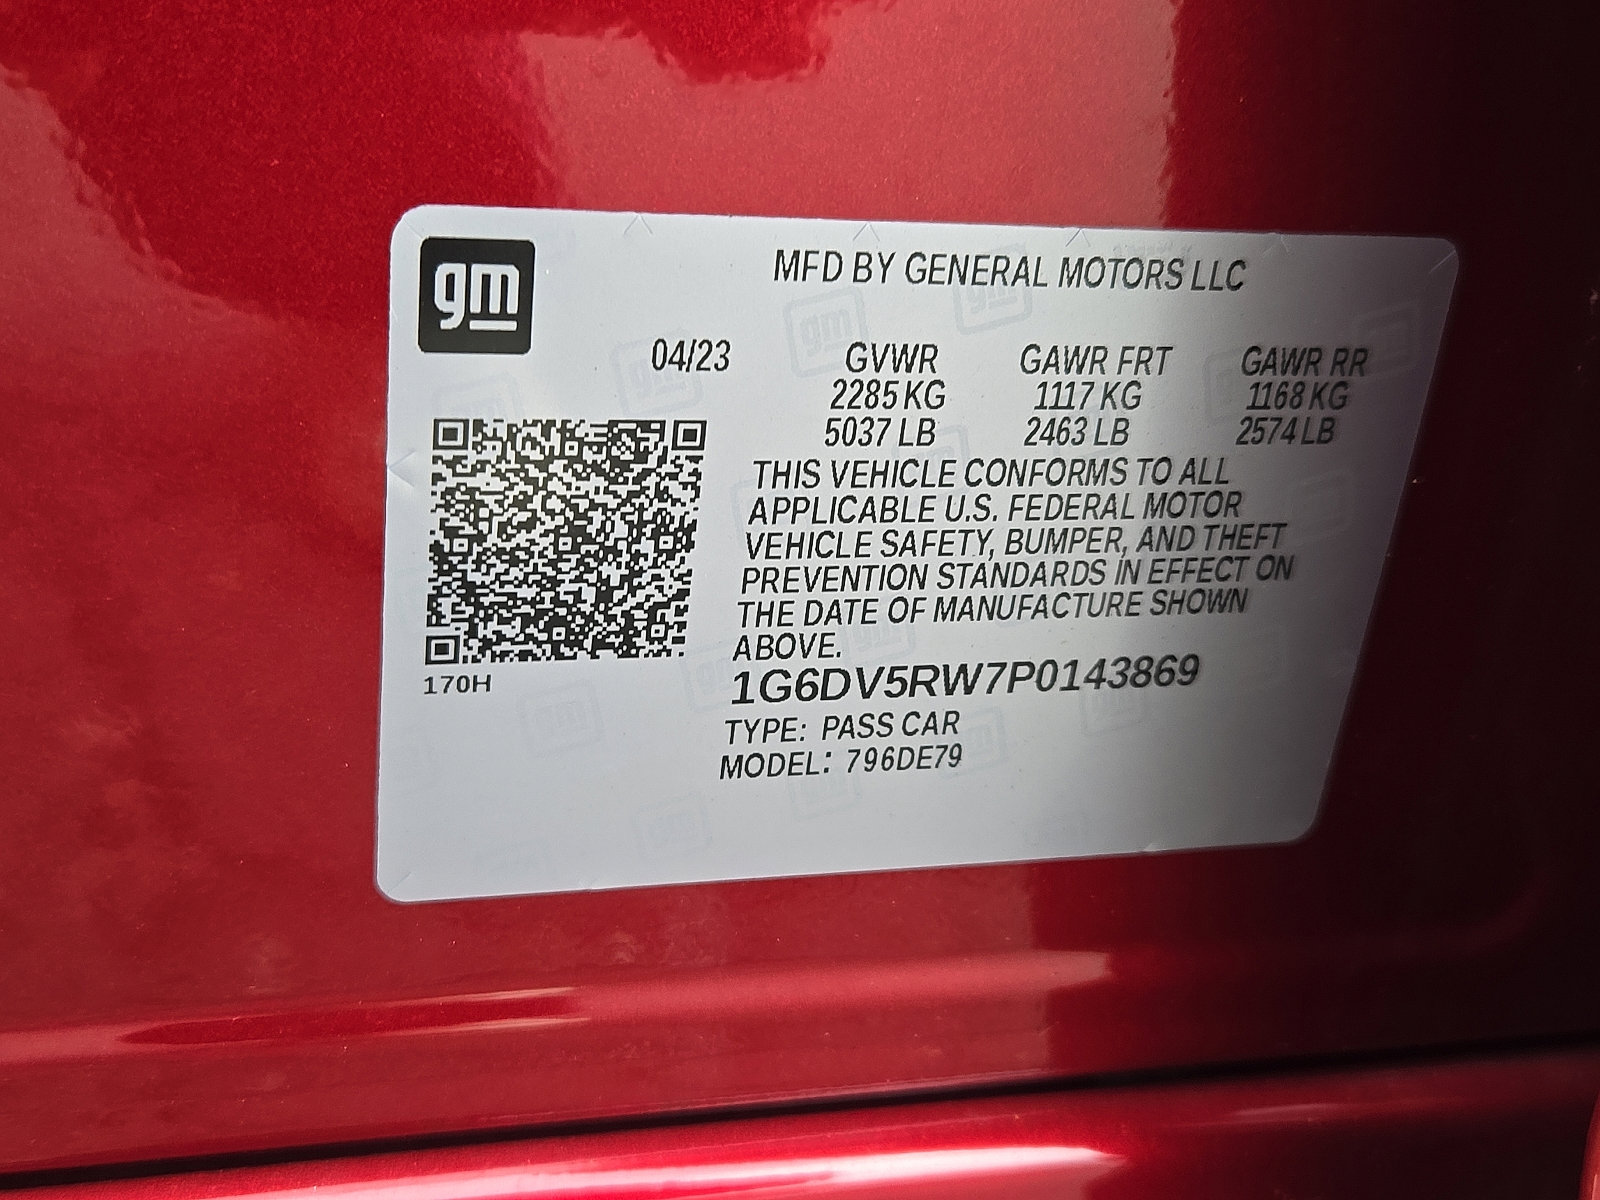 gm
MFD BY GENERAL MOTORS LLC
04/23 GVWR GAWR FRT GAWR RR
2285 KG 1117 KG 1168 KG
5037 LB 2463 LB 2574 LB
THIS VEHICLE CONFORMS TO ALL
APPLICABLE U.S. FEDERAL MOTOR
VEHICLE SAFETY, BUMPER, AND THEFT
PREVENTION STANDARDS IN EFFECT ON
THE DATE OF MANUFACTURE SHOWN
ABOVE.
170H
1G6DV5RW7P0143869
TYPE: PASS CAR
MODEL: 796DE79